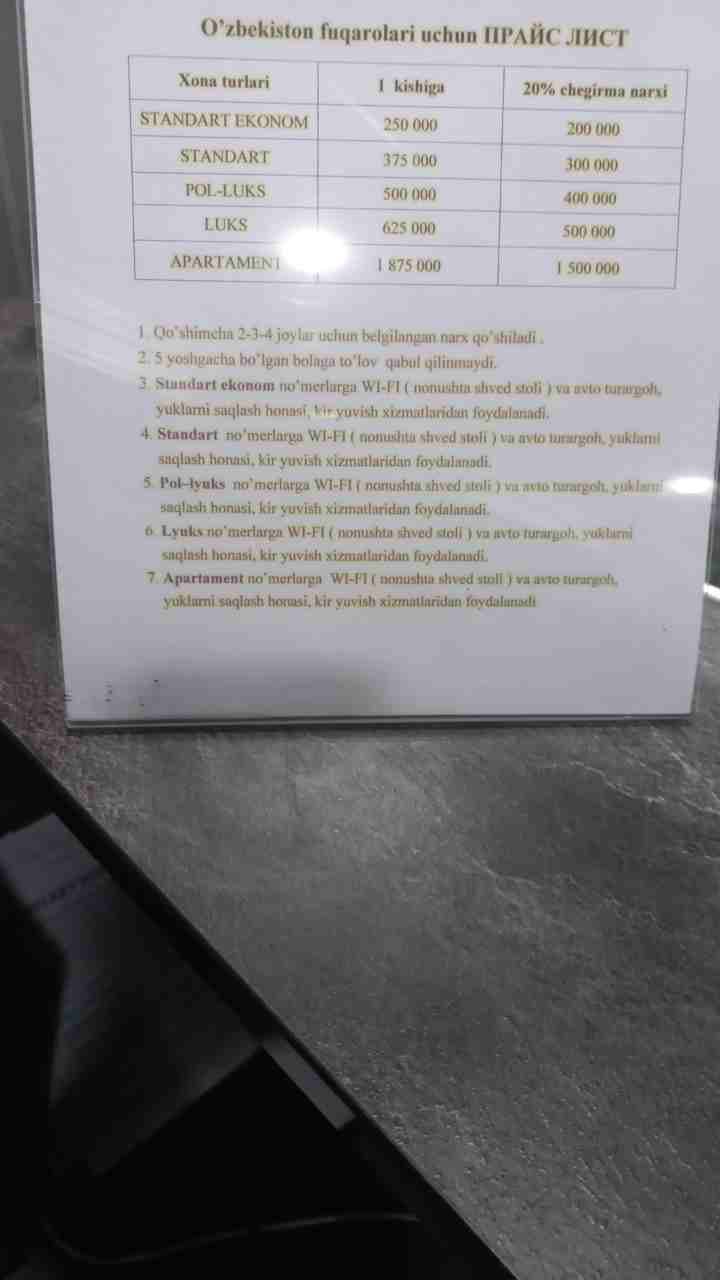 O'zbekiston fuqarolari uchun ПРАЙС ЛИСТ
Xona turlari 1 kishiga 20% chegirma narxi
STANDART EKONOM 250 000 200 000
STANDART 375 000 300 000
POL-LUKS 500 000 400 000
LUKS 625 000 500 000
APARTAMENT 1 875 000 1 500 000
1. Qo'shimcha 2-3-4 joylar uchun belgilangan narx qo'shiladi .
2. 5 yoshgacha bo'lgan bolaga to'lov qabul qilinmaydi.
3. Standart ekonom no'merlarga WI-FI ( nonushta shved stoli ) va avto turargoh,
yuklarni saqlash honasi, kir yuvish xizmatlaridan foydalanadi.
4. Standart no'merlarga WI-FI ( nonushta shved stoli ) va avto turargoh, yuklarni
saqlash honasi, kir yuvish xizmatlaridan foydalanadi.
5. Pol-lyuks no'merlarga WI-FI ( nonushta shved stoli ) va avto turargoh, yuklarni
saqlash honasi, kir yuvish xizmatlaridan foydalanadi.
6. Lyuks no'merlarga WI-FI ( nonushta shved stoli ) va avto turargoh, yuklarni
saqlash honasi, kir yuvish xizmatlaridan foydalanadi.
7. Apartament no'merlarga WI-FI ( nonushta shved stoli ) va avto turargoh,
yuklarni saqlash honasi, kir yuvish xizmatlaridan foydalanadi